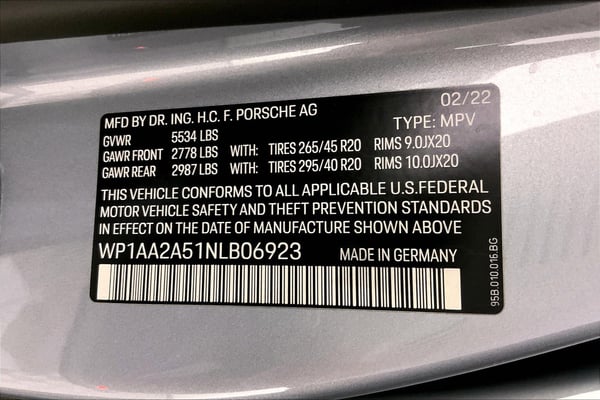 MFD BY DR. ING. H.C. F. PORSCHE AG 02/22
GVWR 5534 LBS TYPE: MPV
GAWR FRONT 2778 LBS WITH: TIRES 265/45 R20 RIMS 9.0JX20
GAWR REAR 2987 LBS WITH: TIRES 295/40 R20 RIMS 10.0JX20
THIS VEHICLE CONFORMS TO ALL APPLICABLE U.S.FEDERAL
MOTOR VEHICLE SAFETY AND THEFT PREVENTION STANDARDS
IN EFFECT ON THE DATE OF MANUFACTURE SHOWN ABOVE
WP1AA2A51NLB06923 MADE IN GERMANY
95B.010.016.BG